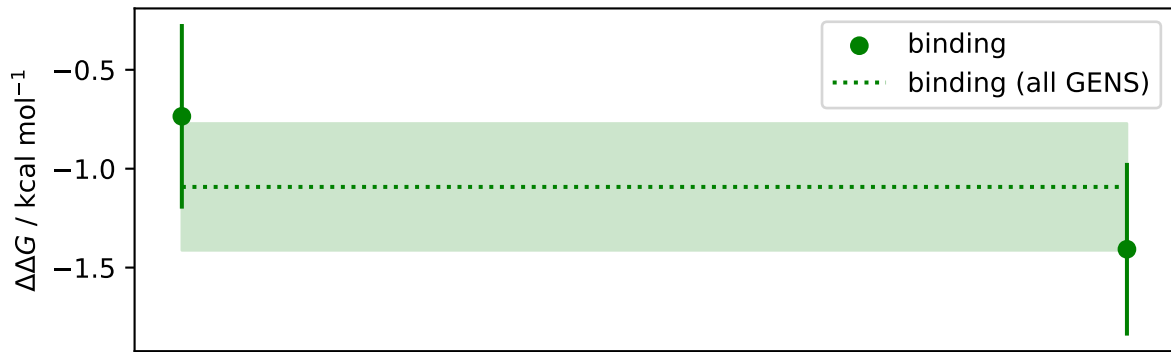 binding
binding (all GENS)
−0.5
−1.0
−1.5
ΔΔG / kcal mol⁻¹